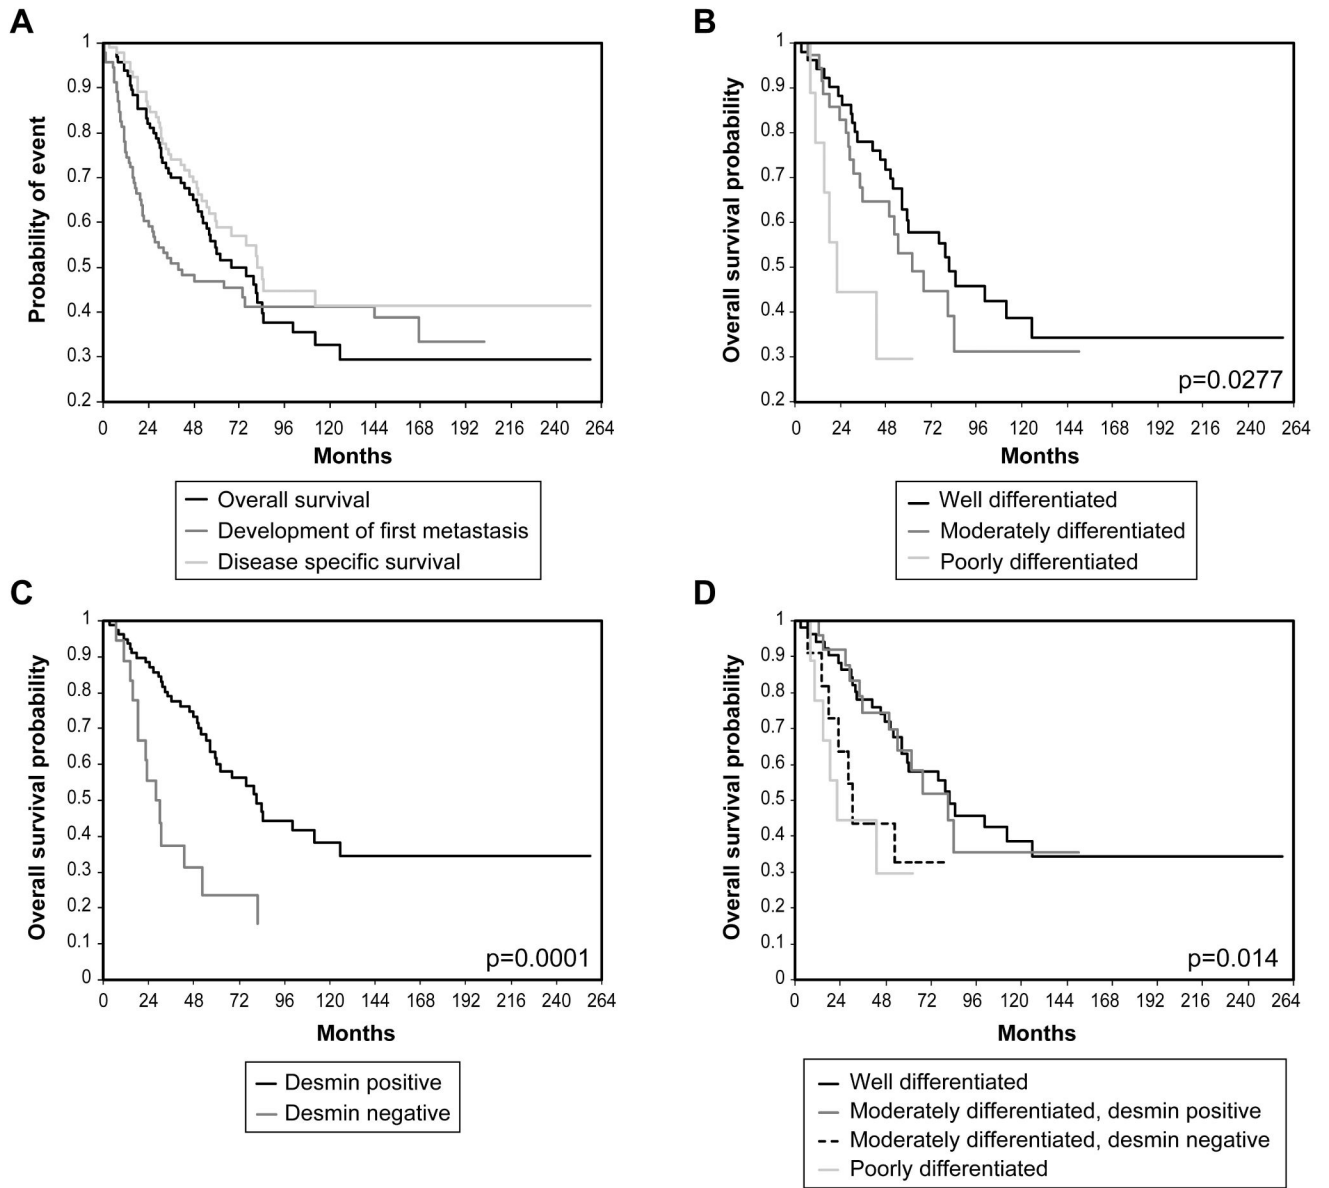 A
Probability of event
1
0.9
0.8
0.7
0.6
0.5
0.4
0.3
0.2
0 24 48 72 96 120 144 168 192 216 240 264
Months
Overall survival
Development of first metastasis
Disease specific survival
B
Overall survival probability
1
0.9
0.8
0.7
0.6
0.5
0.4
0.3
0.2
p=0.0277
0 24 48 72 96 120 144 168 192 216 240 264
Months
Well differentiated
Moderately differentiated
Poorly differentiated
C
Overall survival probability
1
0.9
0.8
0.7
0.6
0.5
0.4
0.3
0.2
0.1
0
p=0.0001
0 24 48 72 96 120 144 168 192 216 240 264
Months
Desmin positive
Desmin negative
D
Overall survival probability
1
0.9
0.8
0.7
0.6
0.5
0.4
0.3
0.2
0.1
0
p=0.014
0 24 48 72 96 120 144 168 192 216 240 264
Months
Well differentiated
Moderately differentiated, desmin positive
Moderately differentiated, desmin negative
Poorly differentiated